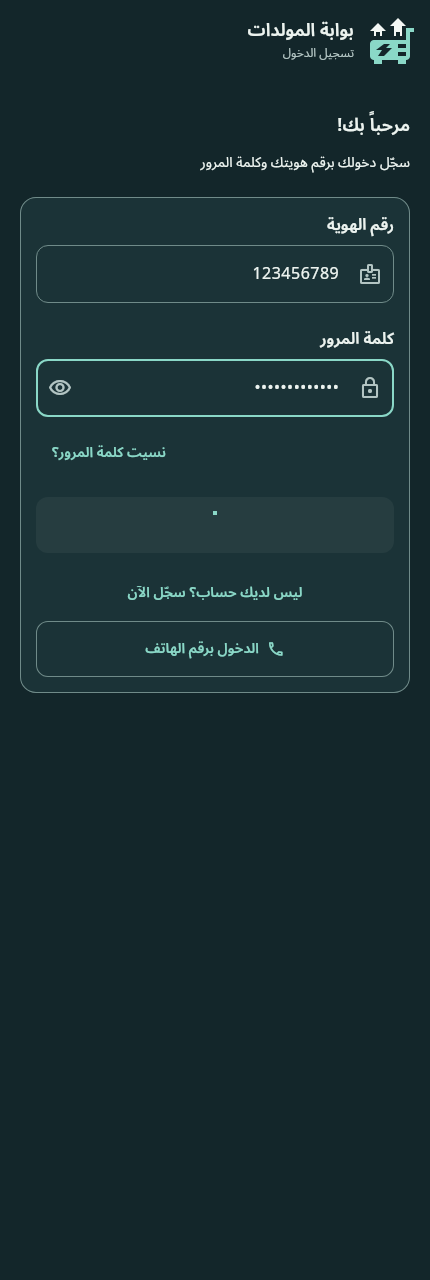 بوابة المولدات
تسجيل الدخول
مرحباً بك!
سجّل دخولك برقم هويتك وكلمة المرور
رقم الهوية
123456789
كلمة المرور
•••••••••••••
نسيت كلمة المرور؟
ليس لديك حساب؟ سجّل الآن
الدخول برقم الهاتف